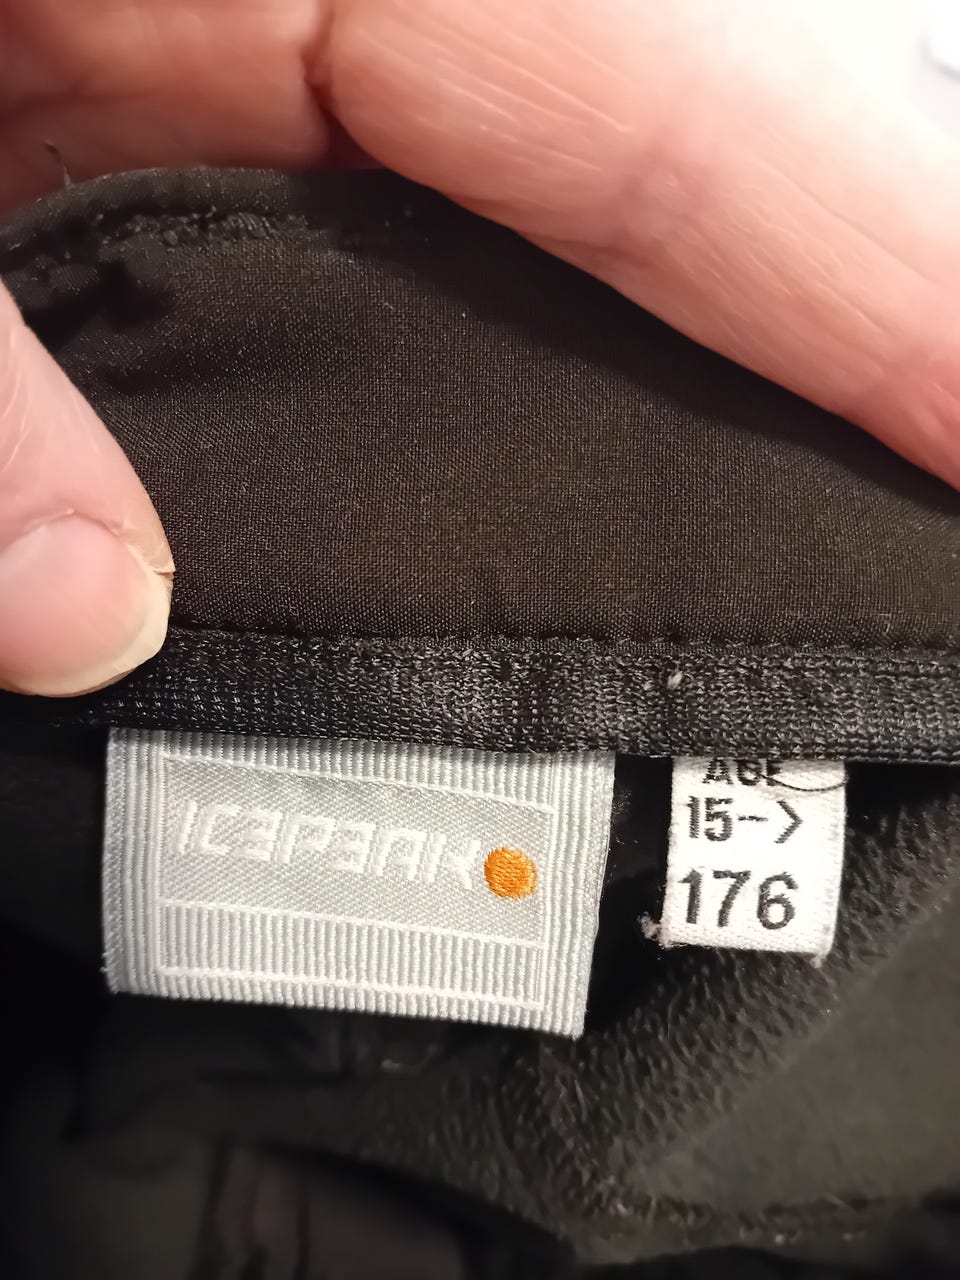 ICEPEAK
AGE
15-->
176